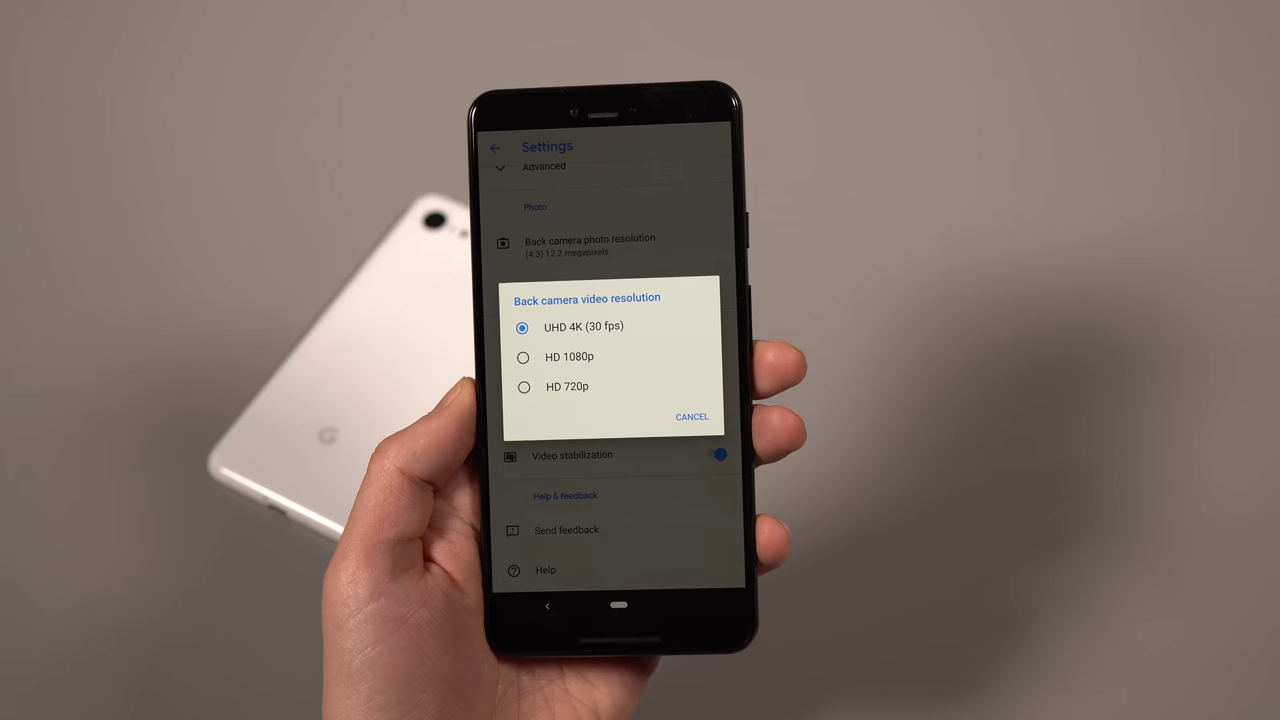 Settings
Advanced
Photo
Back camera photo resolution
(4:3) 12.2 megapixels
Back camera video resolution
UHD 4K (30 fps)
HD 1080p
HD 720p
CANCEL
Video stabilization
Help & feedback
Send feedback
Help
G